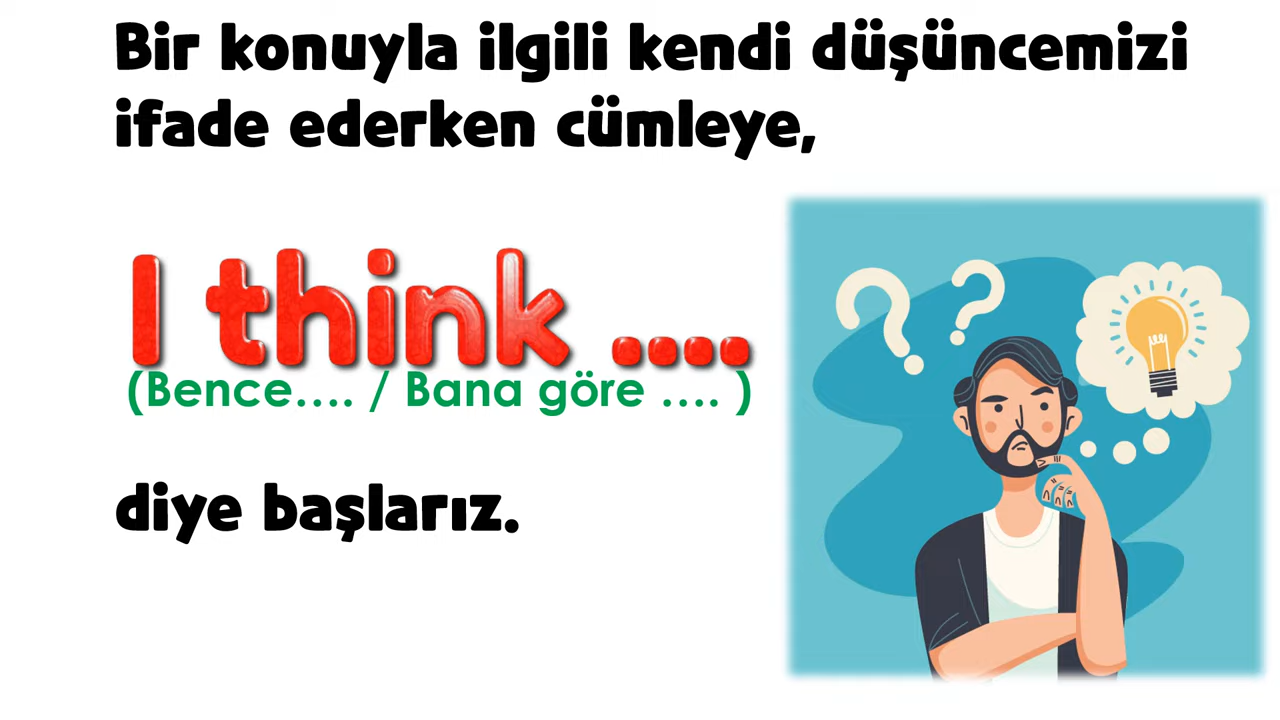 Bir konuyla ilgili kendi düşüncemizi
ifade ederken cümleye,
I think ....
(Bence.... / Bana göre .... )
diye başlarız.